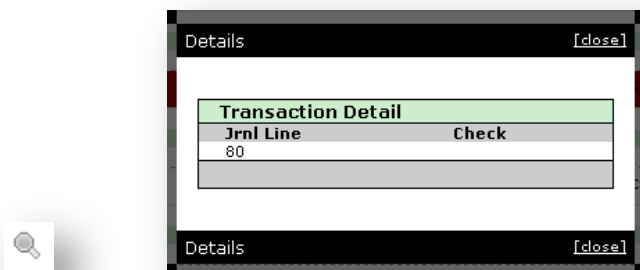 Details [close]
Transaction Detail
Jrnl Line Check
80
Details [close]